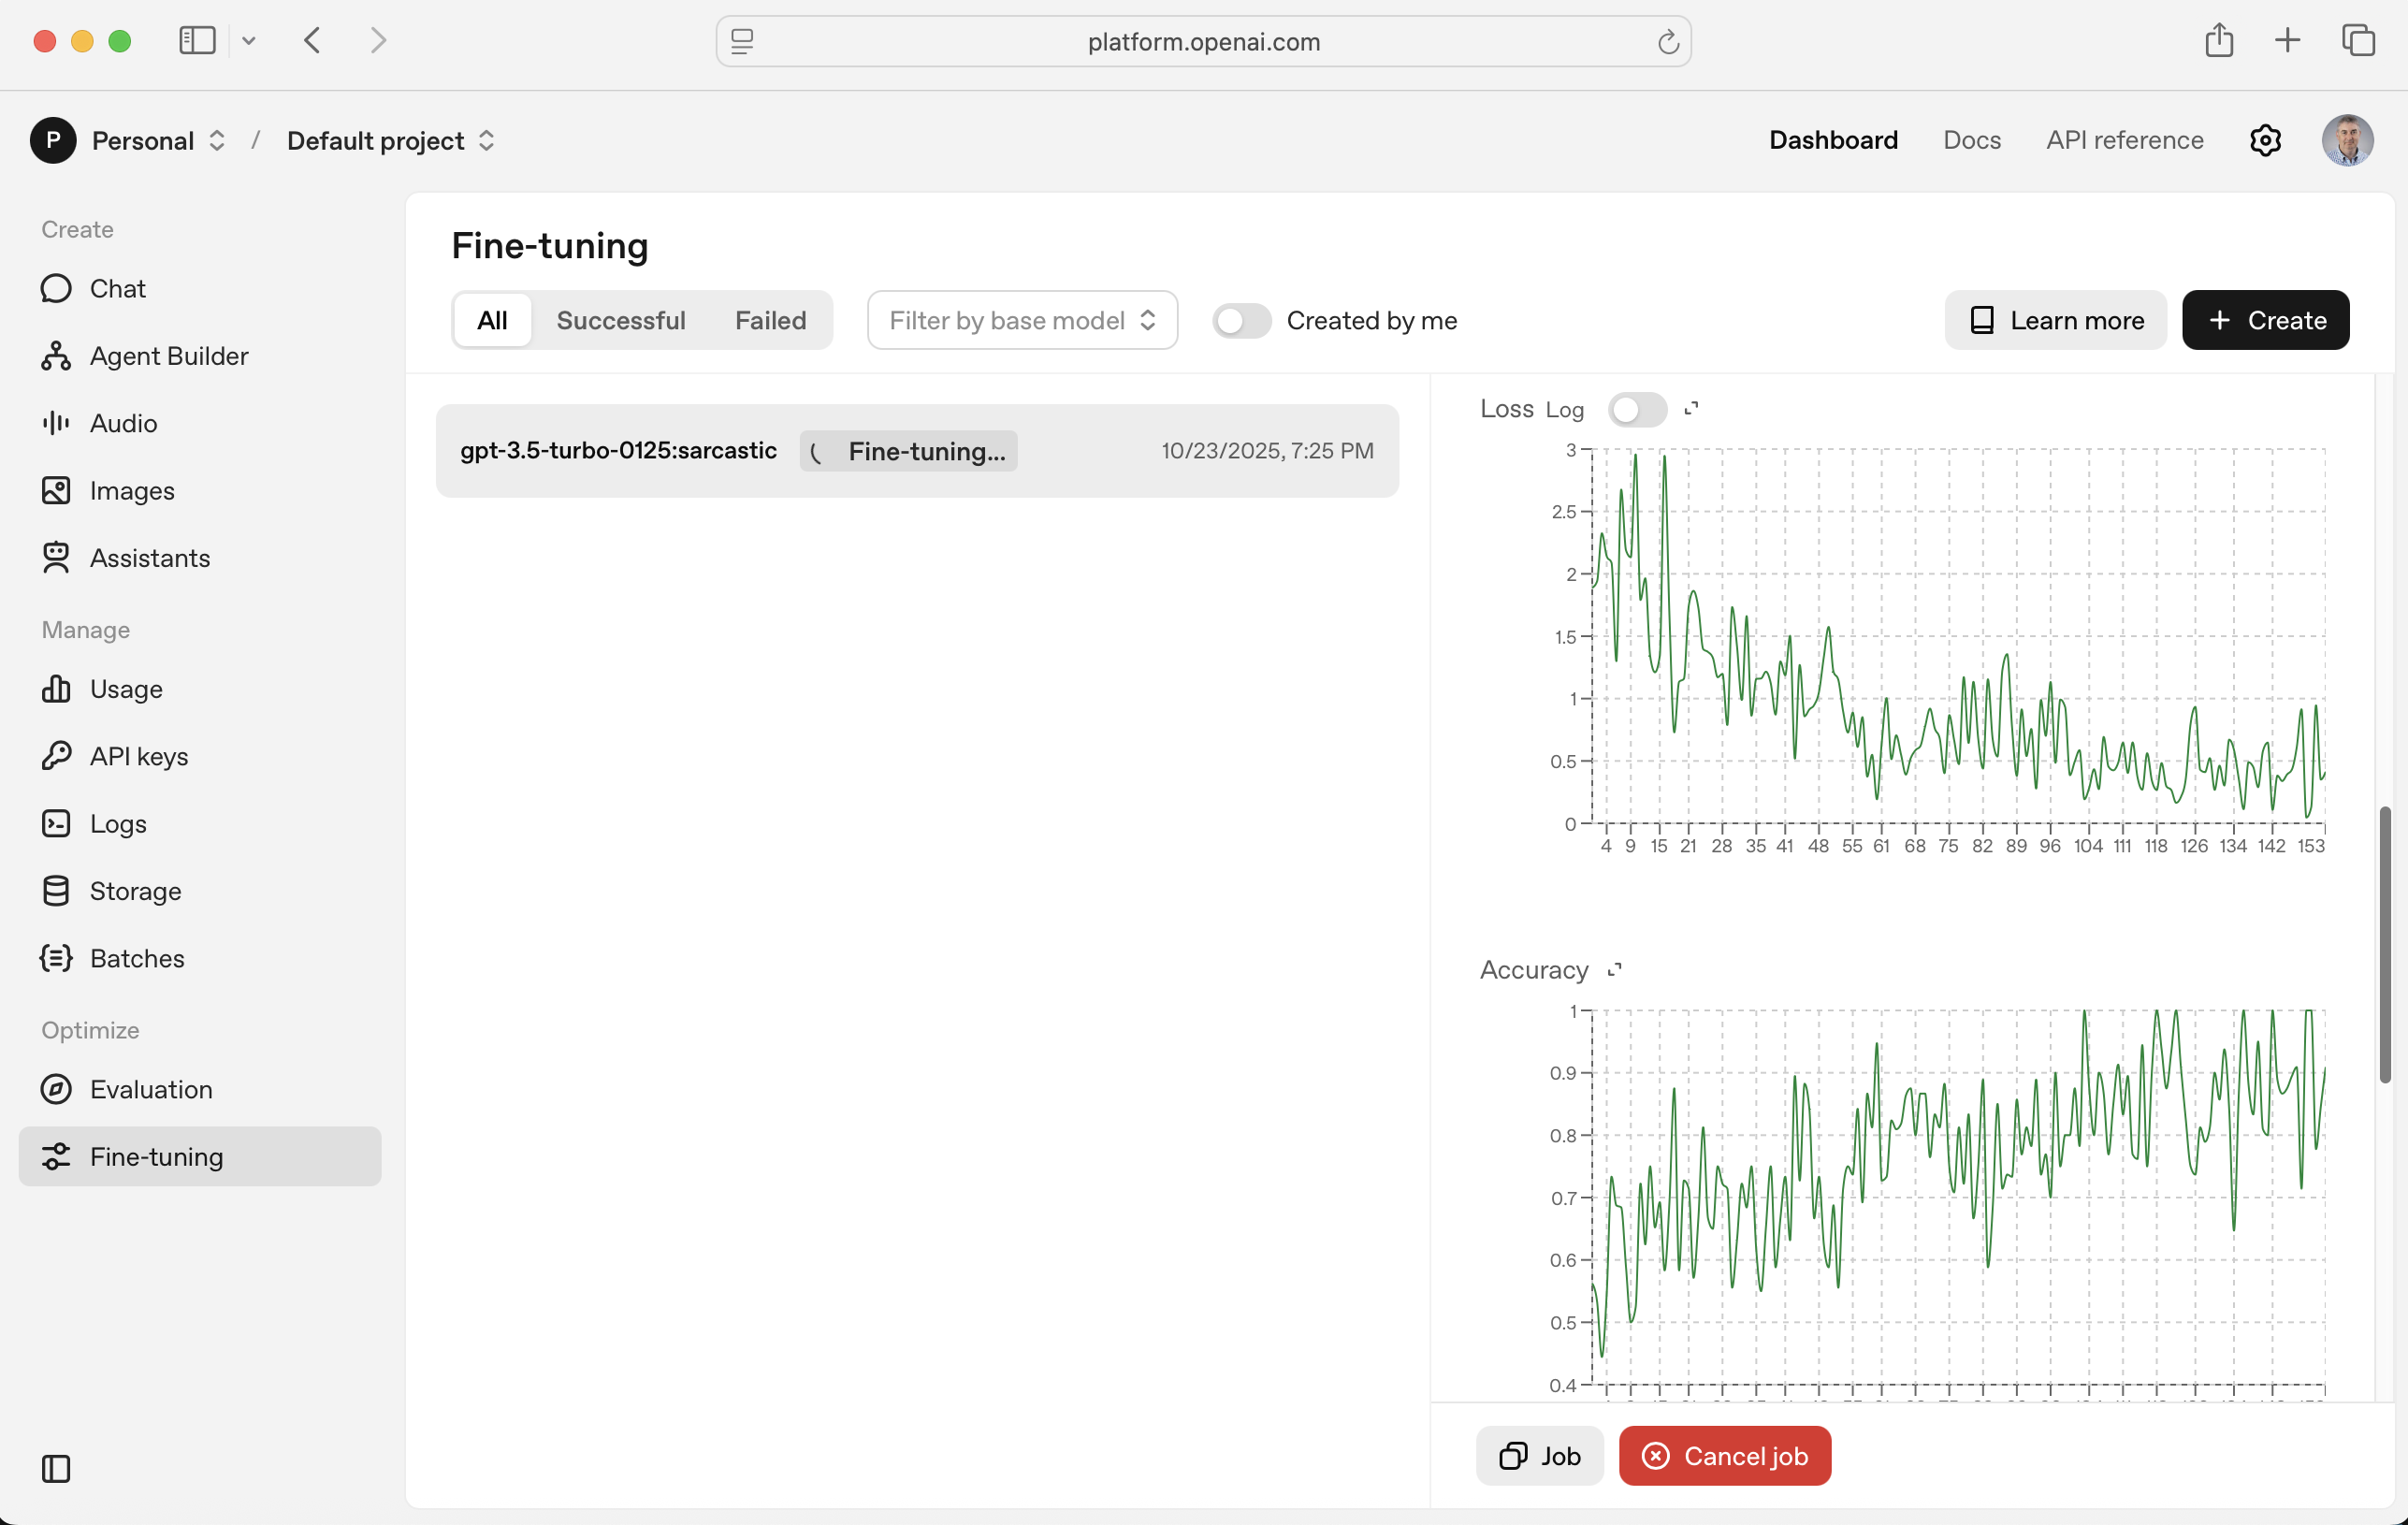 platform.openai.com
P Personal / Default project
Dashboard Docs API reference
Create
Chat
Agent Builder
Audio
Images
Assistants
Manage
Usage
API keys
Logs
Storage
Batches
Optimize
Evaluation
Fine-tuning
Fine-tuning
All Successful Failed Filter by base model Created by me Learn more + Create
gpt-3.5-turbo-0125:sarcastic Fine-tuning... 10/23/2025, 7:25 PM
Loss Log
3
2.5
2
1.5
1
0.5
0
4 9 15 21 28 35 41 48 55 61 68 75 82 89 96 104 111 118 126 134 142 153
Accuracy
1
0.9
0.8
0.7
0.6
0.5
0.4
Job Cancel job